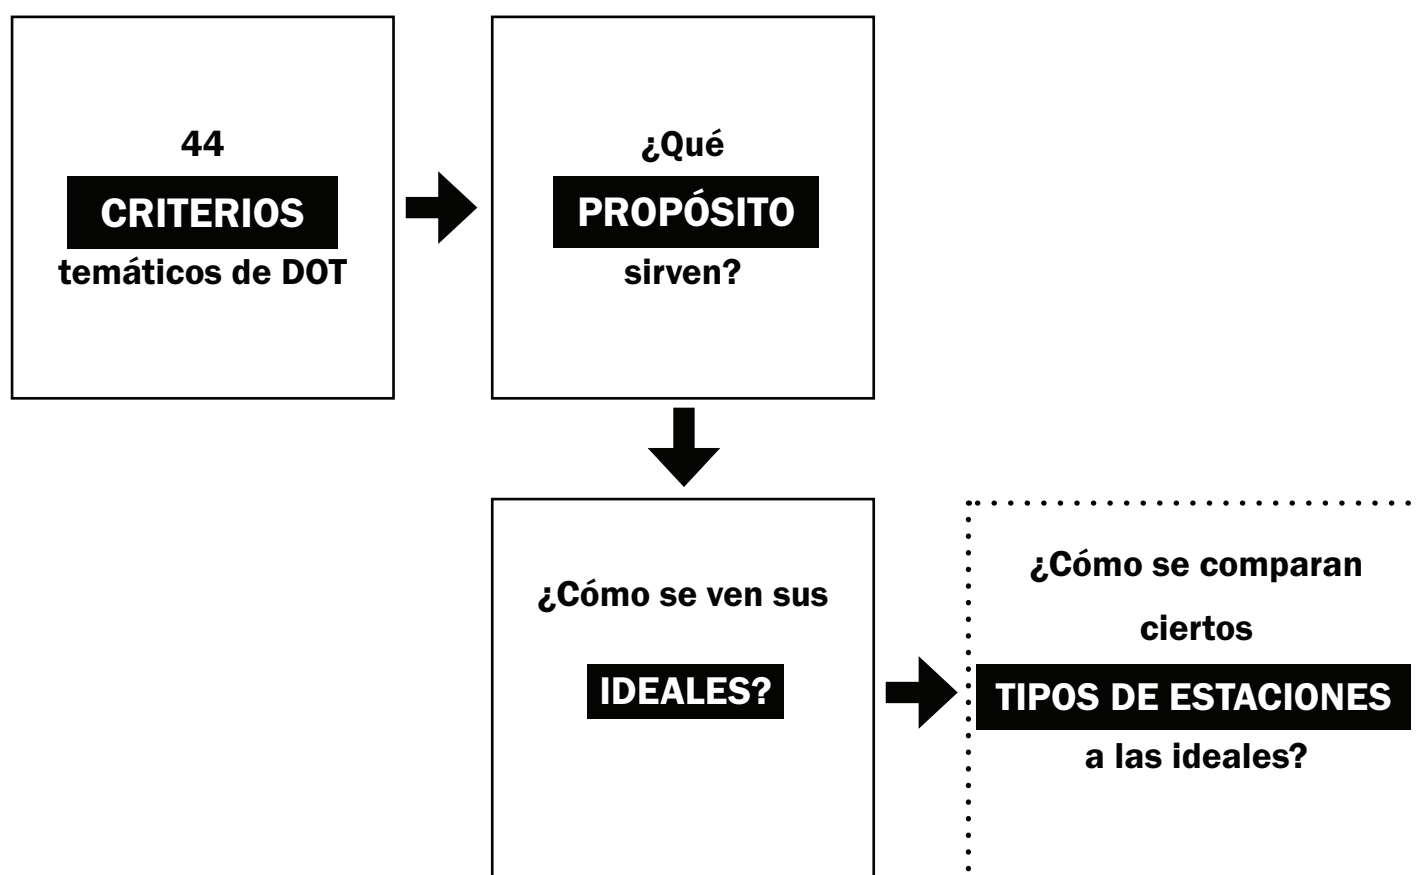 44
CRITERIOS
temáticos de DOT
¿Qué
PROPÓSITO
sirven?
¿Cómo se ven sus
IDEALES?
¿Cómo se comparan
ciertos
TIPOS DE ESTACIONES
a las ideales?